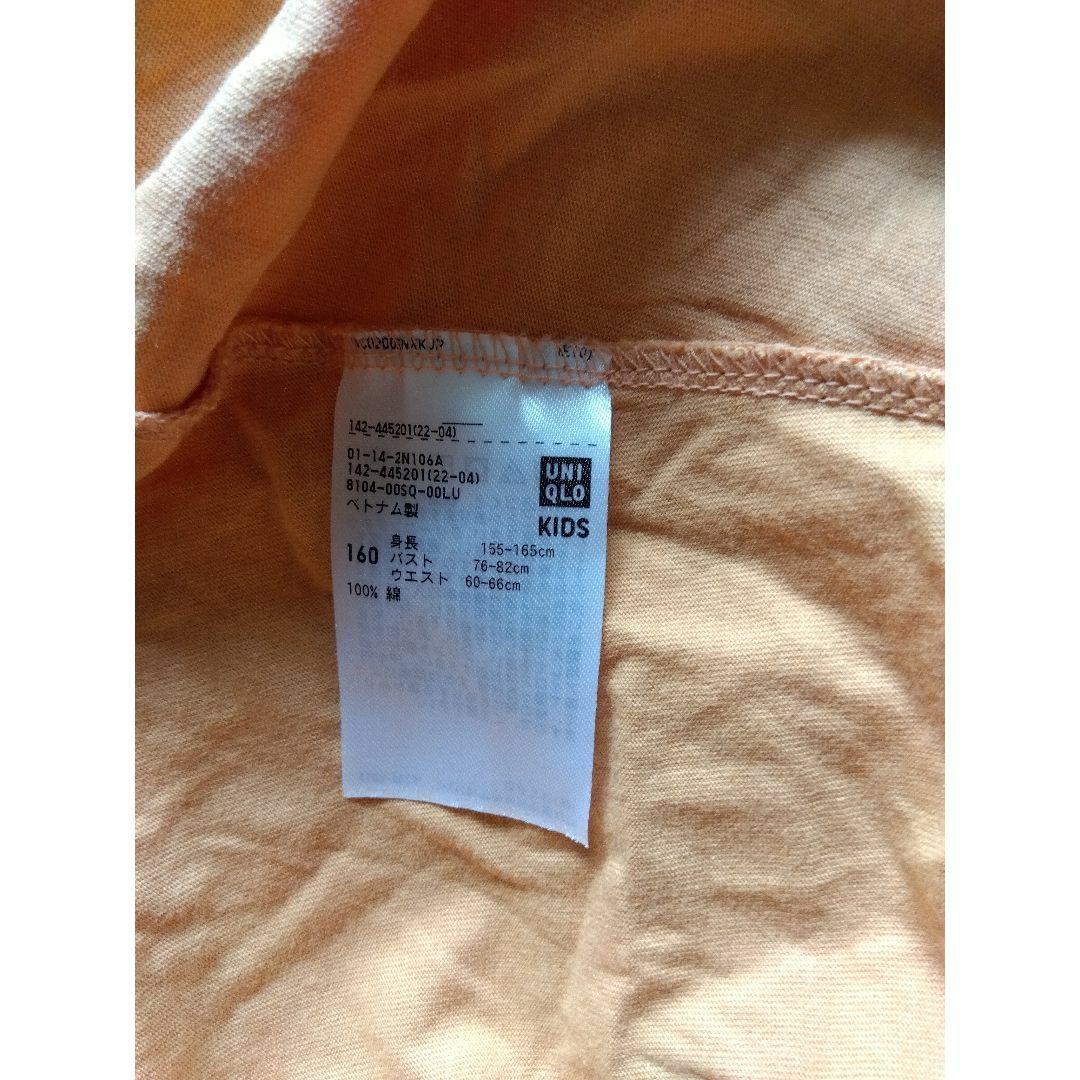 142-445201(22-04)
01-14-2N106A
142-445201(22-04)
8104-00SQ-00LU
ベトナム製
UNI
QLO
KIDS
160
身長 155-165cm
バスト 76-82cm
ウエスト 60-66cm
100% 綿